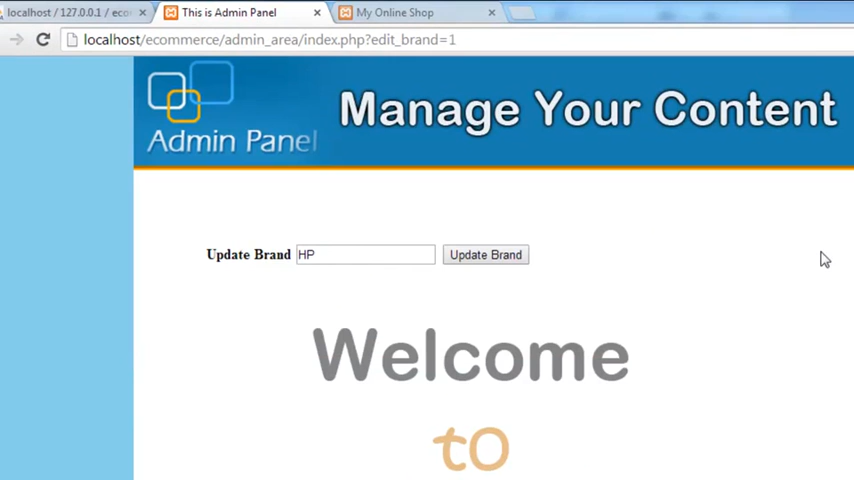 localhost / 127.0.0.1 / eco
This is Admin Panel
My Online Shop
localhost/ecommerce/admin_area/index.php?edit_brand=1
Admin Panel
Manage Your Content
Update Brand HP Update Brand
Welcome
to